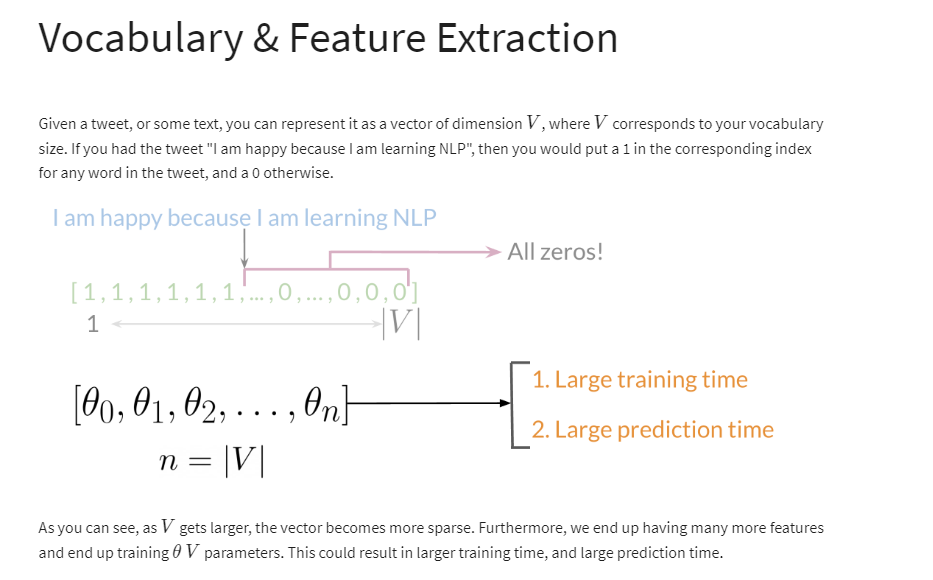 Vocabulary & Feature Extraction
Given a tweet, or some text, you can represent it as a vector of dimension V, where V corresponds to your vocabulary
size. If you had the tweet "I am happy because I am learning NLP", then you would put a 1 in the corresponding index
for any word in the tweet, and a 0 otherwise.
I am happy because I am learning NLP
All zeros!
[1,1,1,1,1,1,...,0,...,0,0,0]
1 |V|
[θ0, θ1, θ2, . . . , θn]
1. Large training time
2. Large prediction time
n = |V|
As you can see, as V gets larger, the vector becomes more sparse. Furthermore, we end up having many more features
and end up training θ V parameters. This could result in larger training time, and large prediction time.